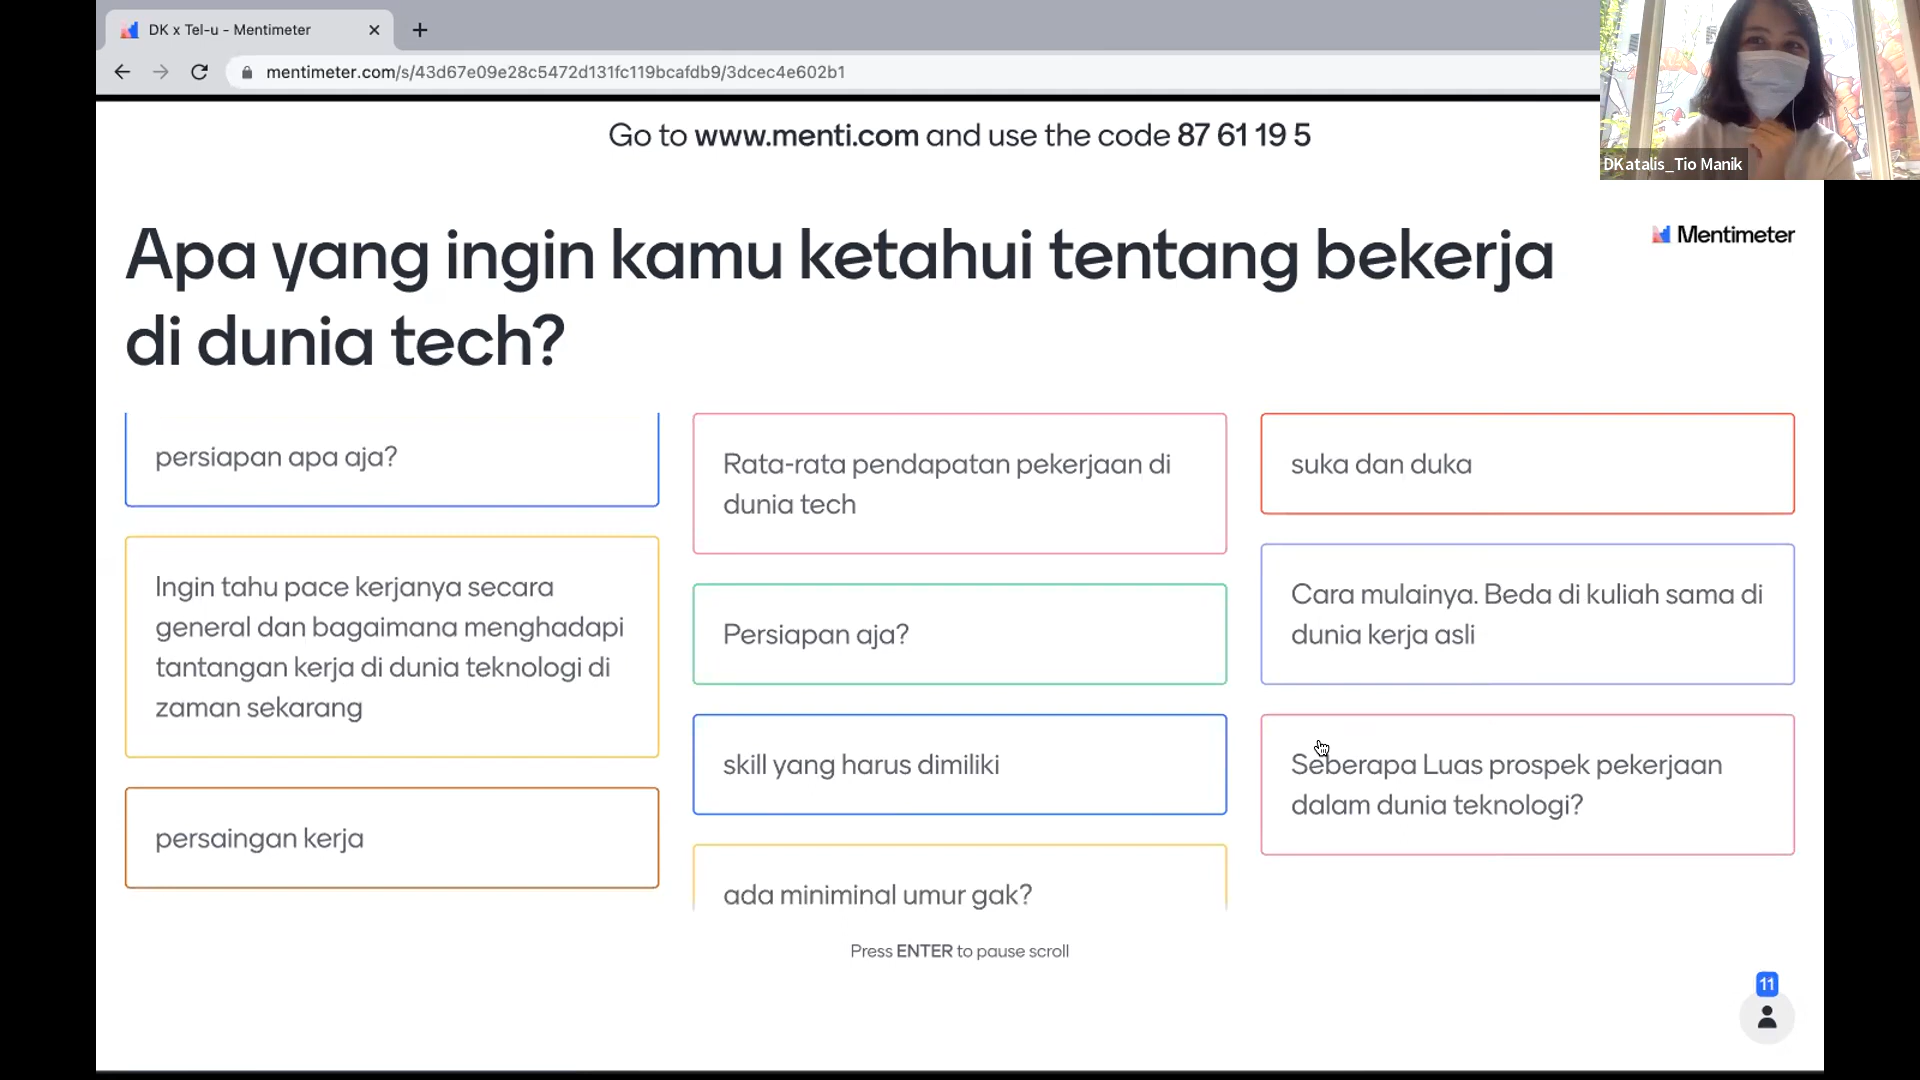 DK x Tel-u - Mentimeter
mentimeter.com/s/43d67e09e28c5472d131fc119bcafdb9/3dcec4e602b1
DKatalis_Tio Manik
Go to www.menti.com and use the code 87 61 19 5
Mentimeter
Apa yang ingin kamu ketahui tentang bekerja
di dunia tech?
persiapan apa aja?
Ingin tahu pace kerjanya secara
general dan bagaimana menghadapi
tantangan kerja di dunia teknologi di
zaman sekarang
persaingan kerja
Rata-rata pendapatan pekerjaan di
dunia tech
Persiapan aja?
skill yang harus dimiliki
ada miniminal umur gak?
suka dan duka
Cara mulainya. Beda di kuliah sama di
dunia kerja asli
Seberapa Luas prospek pekerjaan
dalam dunia teknologi?
Press ENTER to pause scroll
11